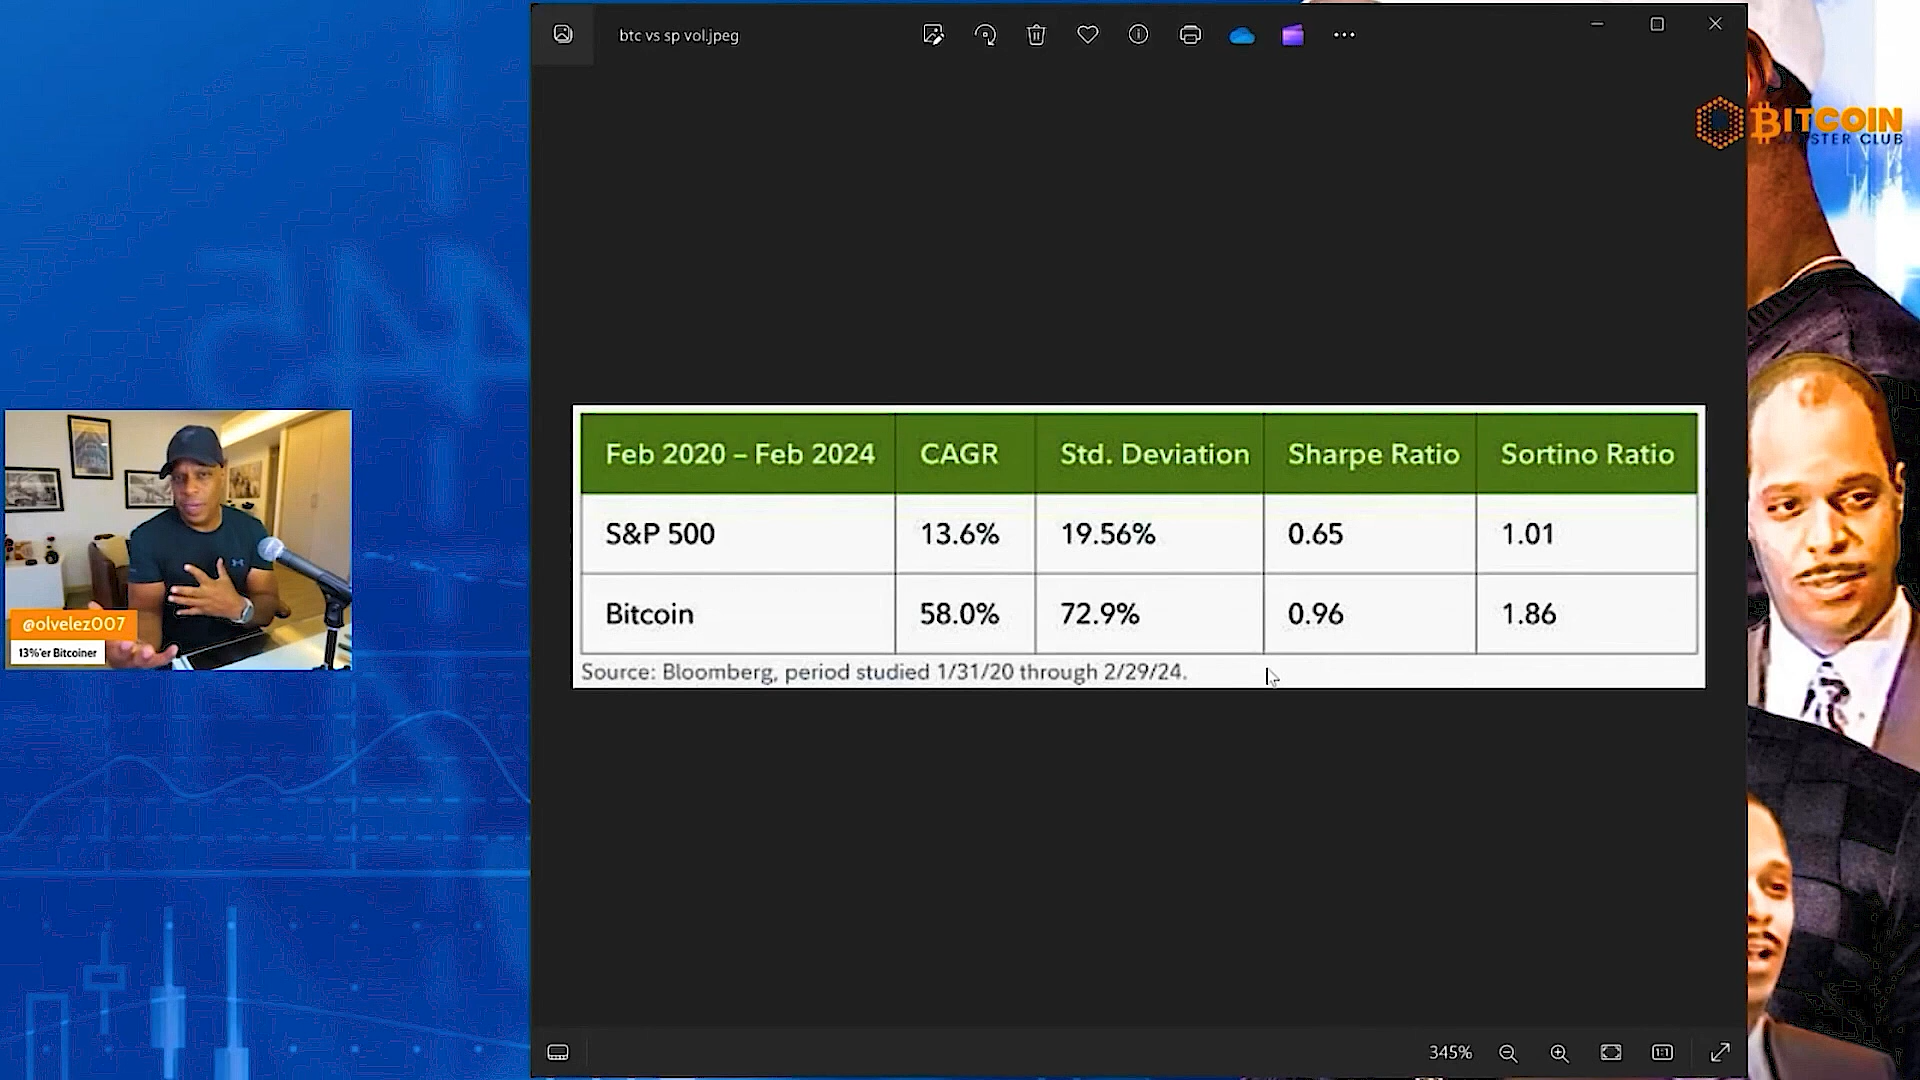 btc vs sp vol.jpeg
BITCOIN
Feb 2020 – Feb 2024 CAGR Std. Deviation Sharpe Ratio Sortino Ratio
S&P 500 13.6% 19.56% 0.65 1.01
Bitcoin 58.0% 72.9% 0.96 1.86
Source: Bloomberg, period studied 1/31/20 through 2/29/24.
@olvelez007
13%'er Bitcoiner
345%